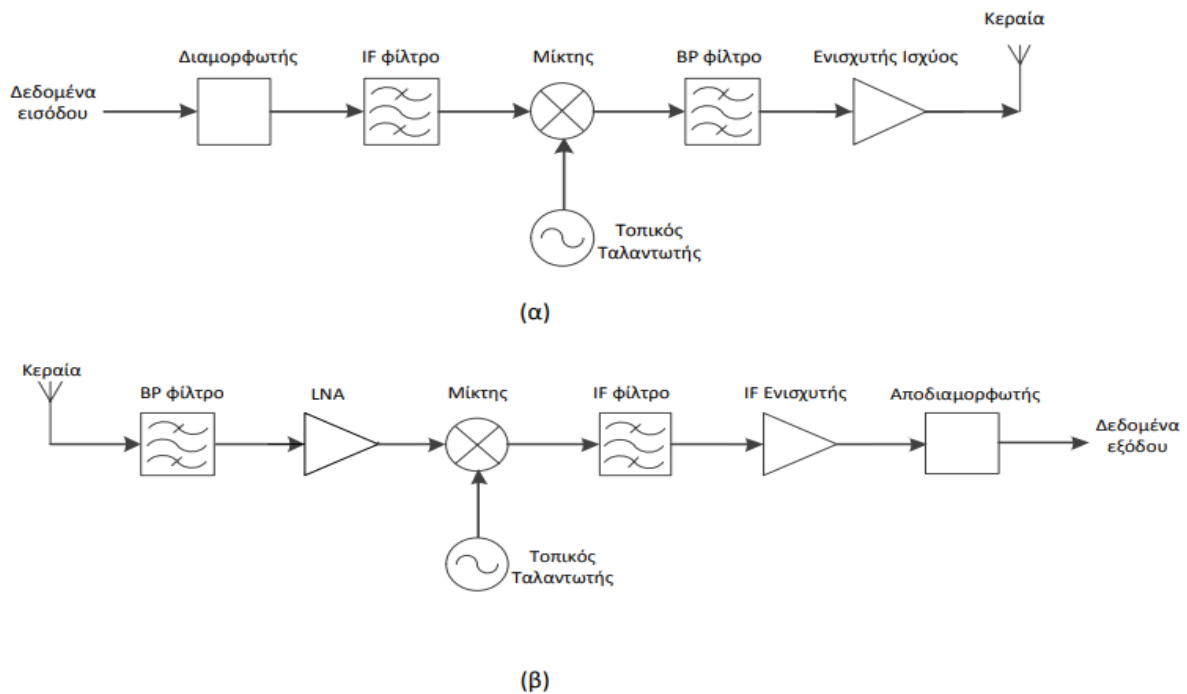 Κεραία
Διαμορφωτής
IF φίλτρο
Μίκτης
BP φίλτρο
Ενισχυτής Ισχύος
Δεδομένα
εισόδου
Τοπικός
Ταλαντωτής
(α)
Κεραία
BP φίλτρο
LNA
Μίκτης
IF φίλτρο
IF Ενισχυτής
Αποδιαμορφωτής
Δεδομένα
εξόδου
Τοπικός
Ταλαντωτής
(β)